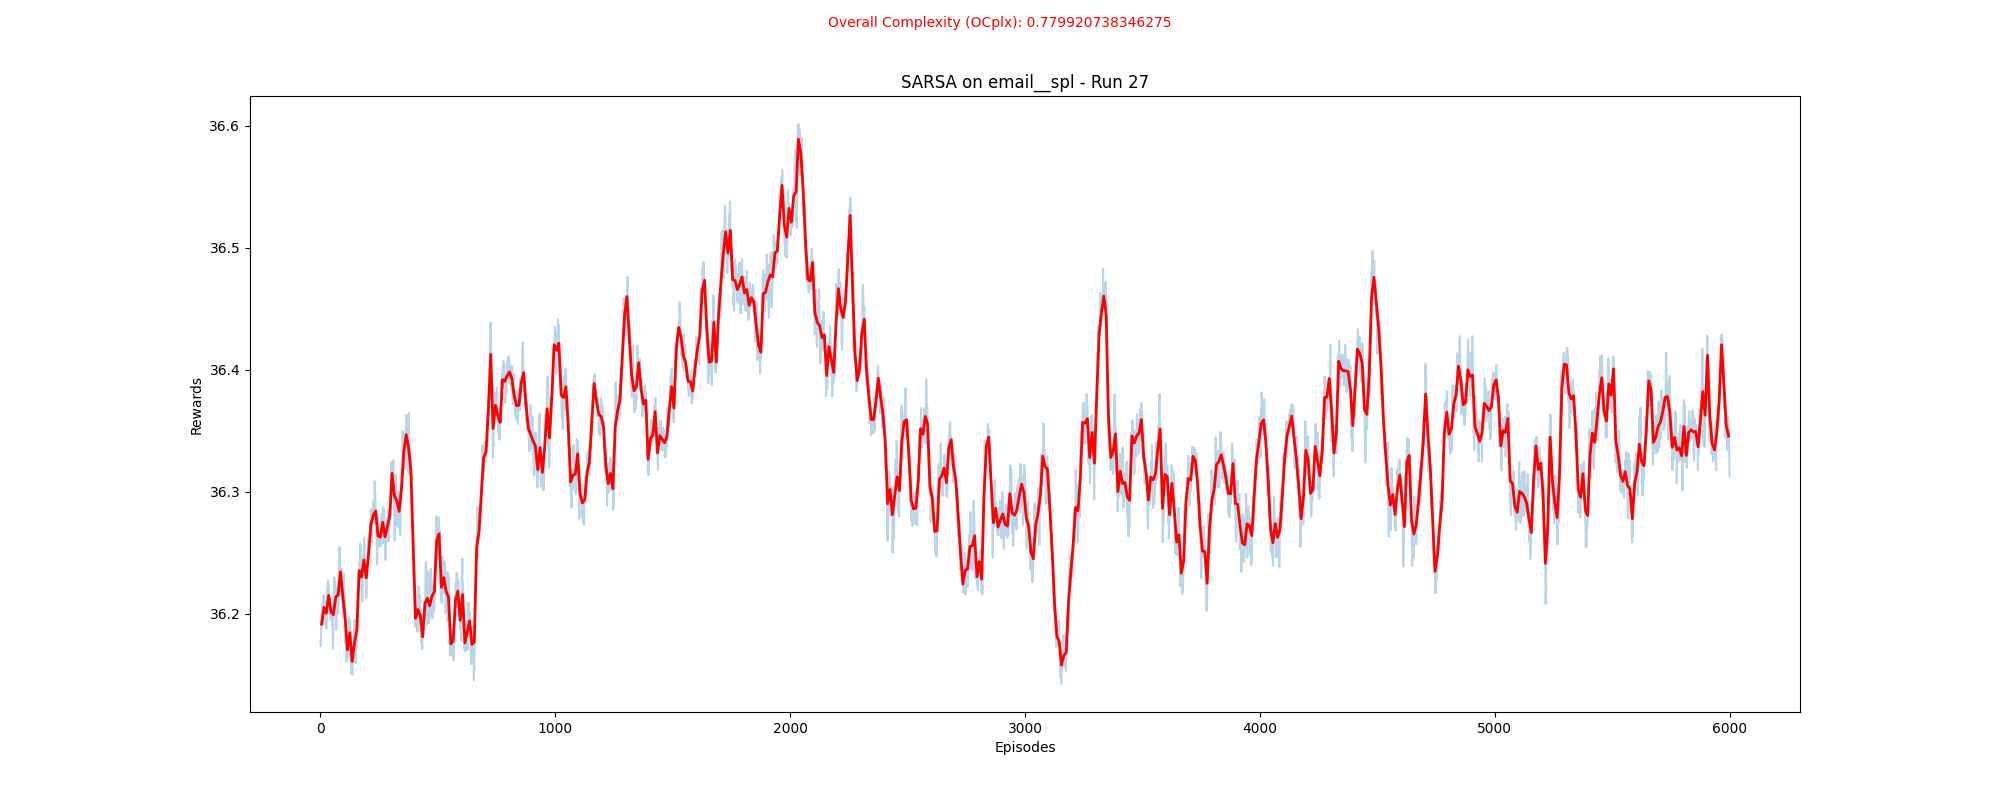 Overall Complexity (OCplx): 0.779920738346275
SARSA on email__spl - Run 27
36.6
36.5
36.4
36.3
36.2
Rewards
0 1000 2000 3000 4000 5000 6000
Episodes